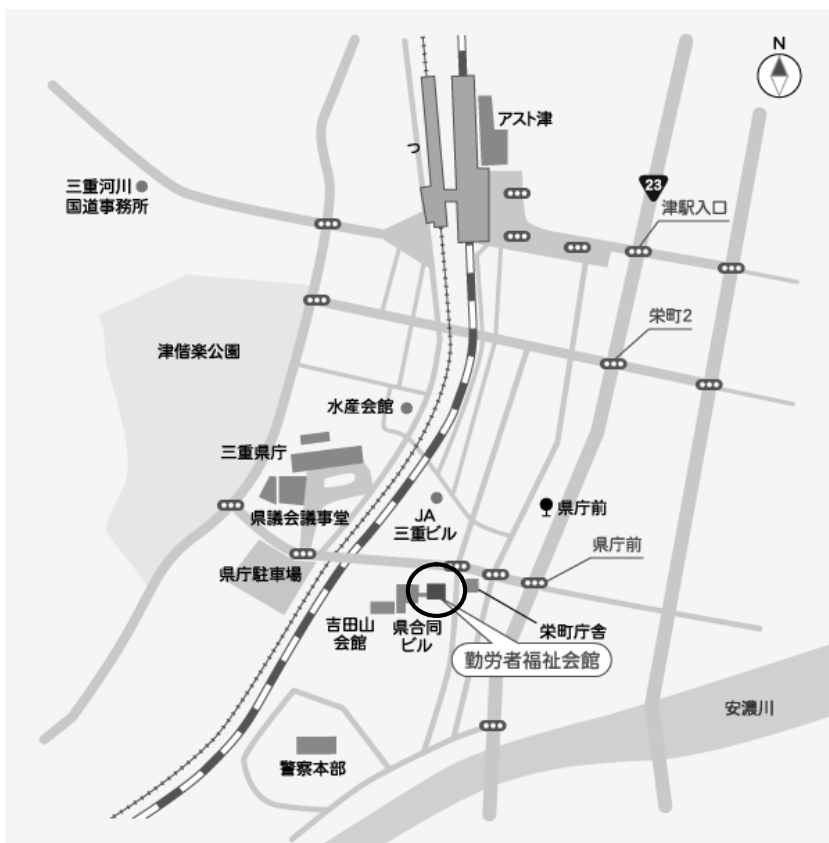 N
アスト津
つ
三重河川
国道事務所
23
津駅入口
栄町2
津偕楽公園
水産会館
三重県庁
県議会議事堂
JA
三重ビル
県庁前
県庁前
県庁駐車場
吉田山
会館
県合同
ビル
栄町庁舎
勤労者福祉会館
安濃川
警察本部